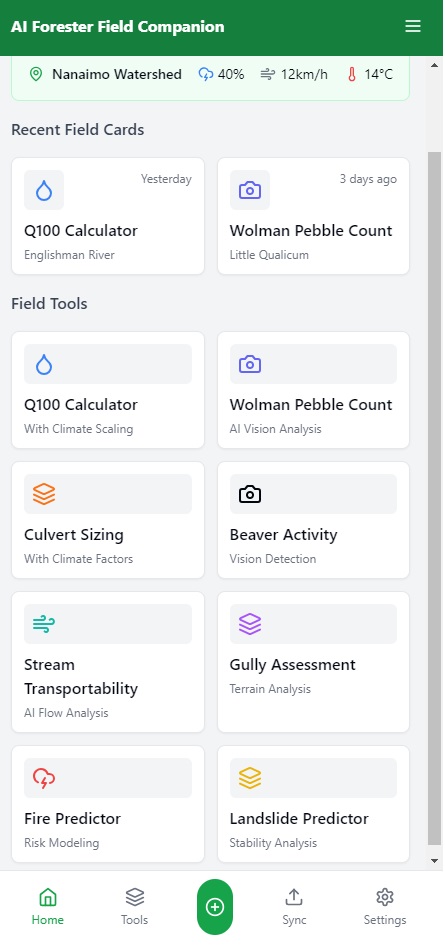 AI Forester Field Companion
Nanaimo Watershed 40% 12km/h 14°C
Recent Field Cards
Yesterday
Q100 Calculator
Englishman River
3 days ago
Wolman Pebble Count
Little Qualicum
Field Tools
Q100 Calculator
With Climate Scaling
Wolman Pebble Count
AI Vision Analysis
Culvert Sizing
With Climate Factors
Beaver Activity
Vision Detection
Stream
Transportability
AI Flow Analysis
Gully Assessment
Terrain Analysis
Fire Predictor
Risk Modeling
Landslide Predictor
Stability Analysis
Home
Tools
Sync
Settings